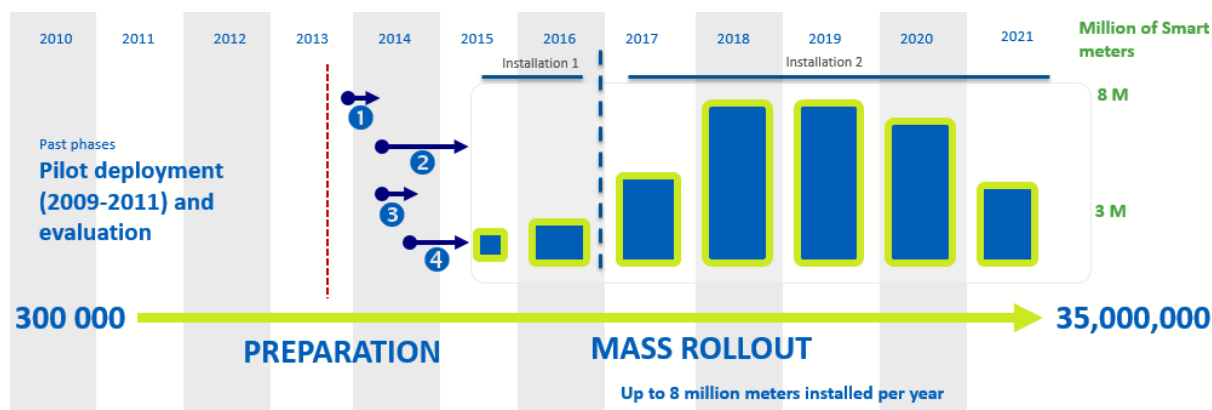 2010 2011 2012 2013 2014 2015 2016 2017 2018 2019 2020 2021
Million of Smart
meters
Installation 1
Installation 2
8 M
1
Past phases
Pilot deployment
(2009-2011) and
evaluation
2
3
3 M
4
300 000
35,000,000
PREPARATION
MASS ROLLOUT
Up to 8 million meters installed per year